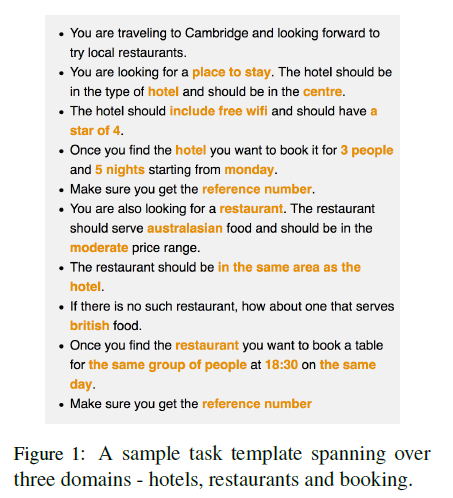 • You are traveling to Cambridge and looking forward to
try local restaurants.
• You are looking for a place to stay. The hotel should be
in the type of hotel and should be in the centre.
• The hotel should include free wifi and should have a
star of 4.
• Once you find the hotel you want to book it for 3 people
and 5 nights starting from monday.
• Make sure you get the reference number.
• You are also looking for a restaurant. The restaurant
should serve australasian food and should be in the
moderate price range.
• The restaurant should be in the same area as the
hotel.
• If there is no such restaurant, how about one that serves
british food.
• Once you find the restaurant you want to book a table
for the same group of people at 18:30 on the same
day.
• Make sure you get the reference number
Figure 1: A sample task template spanning over
three domains - hotels, restaurants and booking.